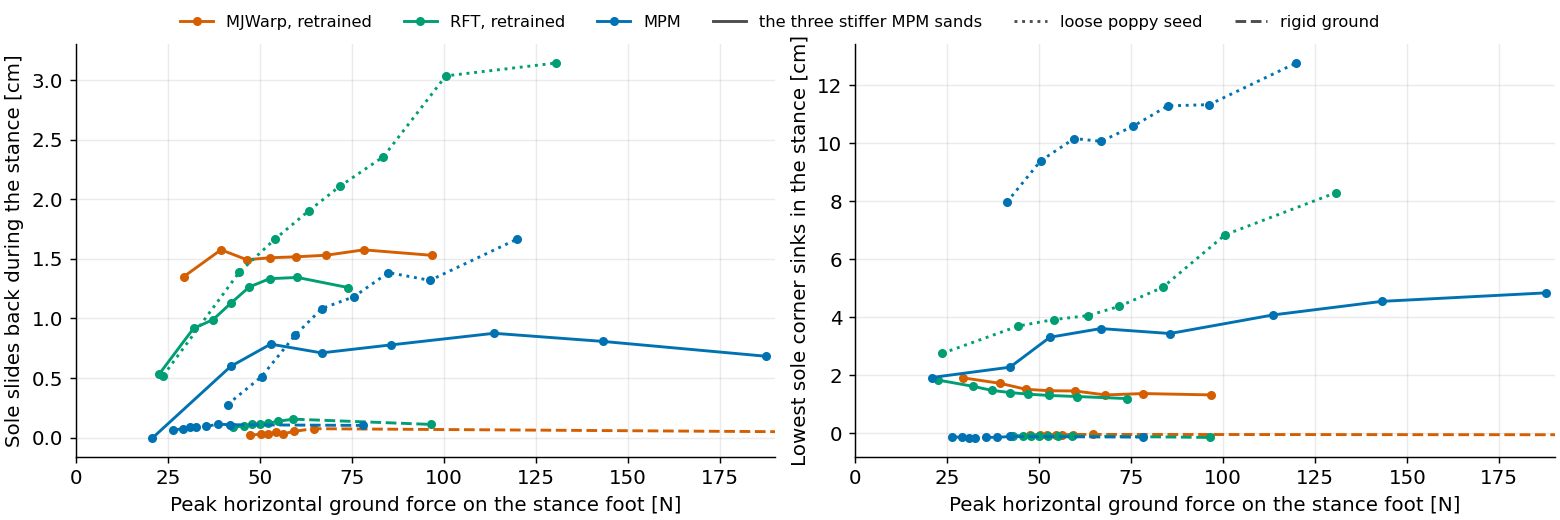 MJWarp, retrained
RFT, retrained
MPM
the three stiffer MPM sands
loose poppy seed
rigid ground
Sole slides back during the stance [cm]
3.0
2.5
2.0
1.5
1.0
0.5
0.0
0 25 50 75 100 125 150 175
Peak horizontal ground force on the stance foot [N]
Lowest sole corner sinks in the stance [cm]
12
10
8
6
4
2
0
0 25 50 75 100 125 150 175
Peak horizontal ground force on the stance foot [N]